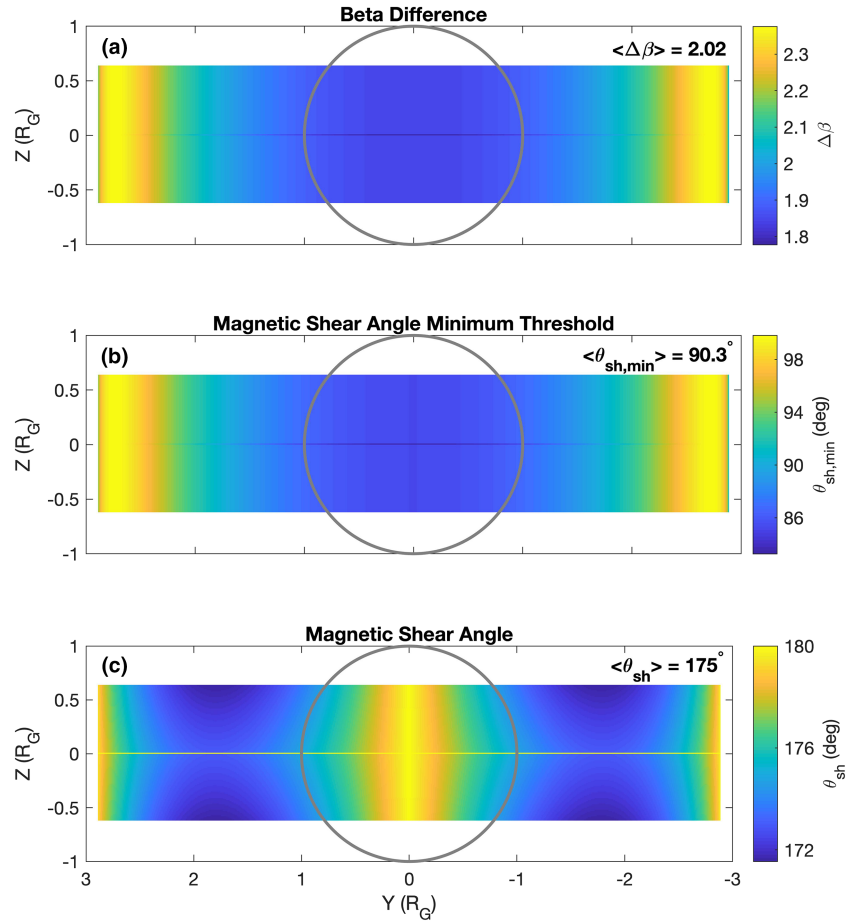 Beta Difference
(a)
<Δβ> = 2.02
1
0.5
0
-0.5
-1
Z (R_G)
2.3
2.2
2.1
2
1.9
1.8
Δβ
Magnetic Shear Angle Minimum Threshold
(b)
<θ_sh,min> = 90.3°
1
0.5
0
-0.5
-1
Z (R_G)
98
94
90
86
θ_sh,min (deg)
Magnetic Shear Angle
(c)
<θ_sh> = 175°
1
0.5
0
-0.5
-1
Z (R_G)
180
176
172
θ_sh (deg)
3 2 1 0 -1 -2 -3
Y (R_G)